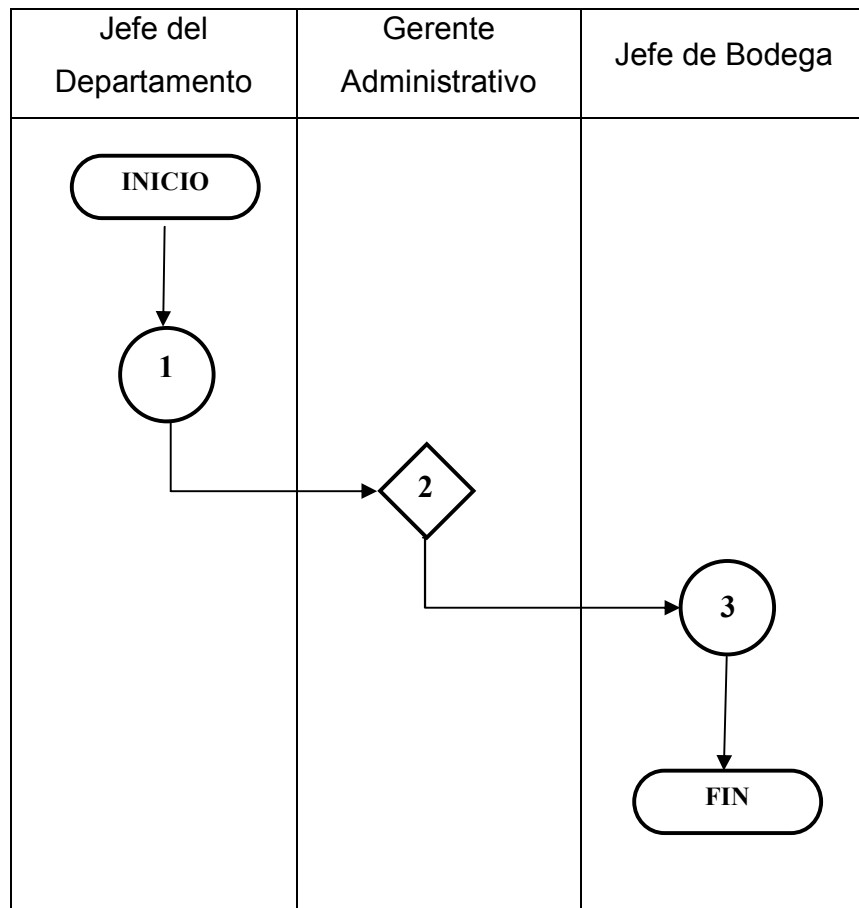 Jefe del
Departamento
Gerente
Administrativo
Jefe de Bodega
INICIO
1
2
3
FIN